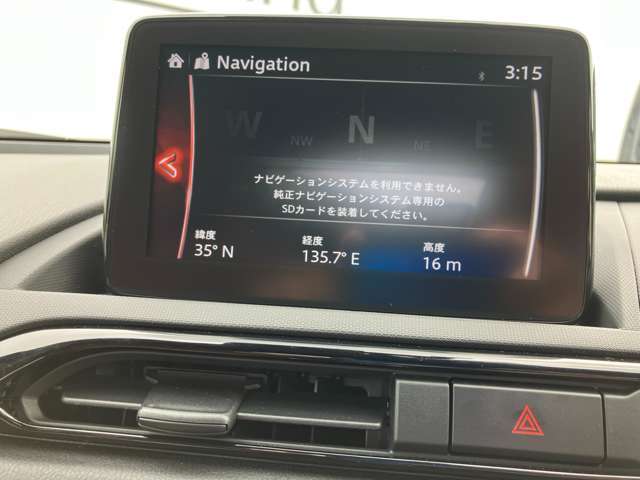 Navigation
3:15
W NW N NE E
ナビゲーションシステムを利用できません。
純正ナビゲーションシステム専用の
SDカードを装着してください。
緯度 経度 高度
35° N 135.7° E 16 m